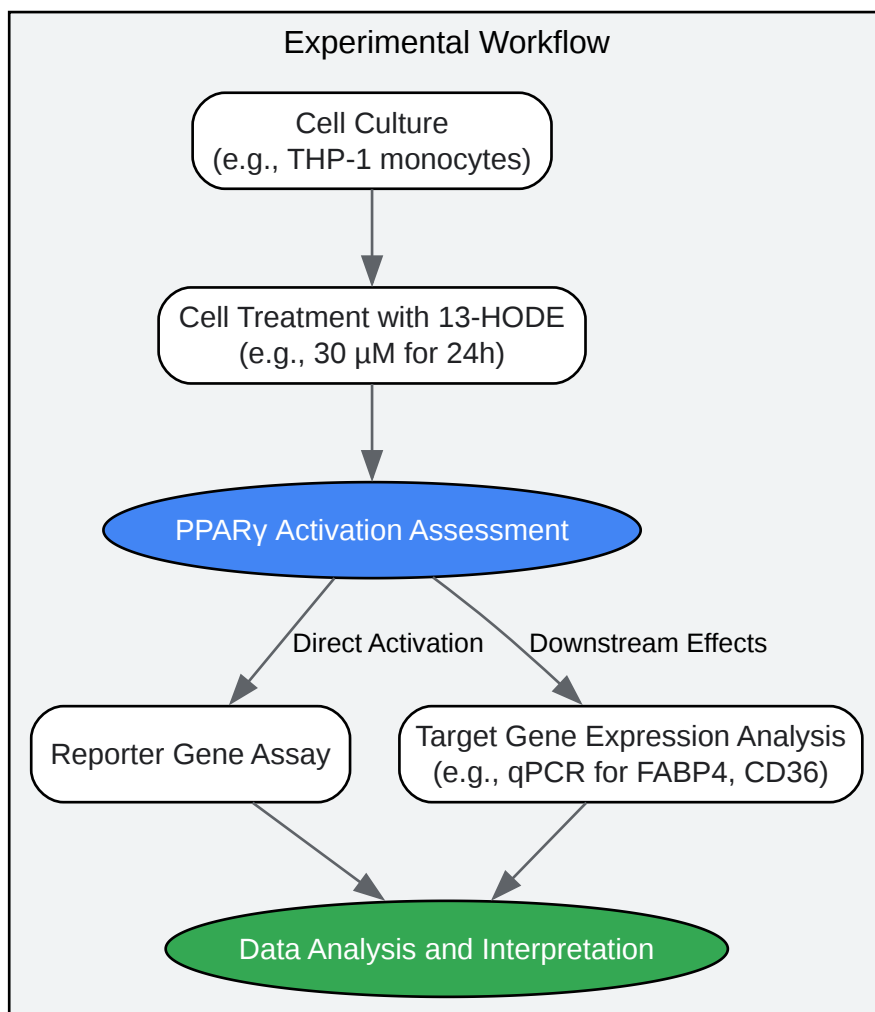 Experimental Workflow
Cell Culture
(e.g., THP-1 monocytes)
Cell Treatment with 13-HODE
(e.g., 30 µM for 24h)
PPARγ Activation Assessment
Direct Activation
Downstream Effects
Reporter Gene Assay
Target Gene Expression Analysis
(e.g., qPCR for FABP4, CD36)
Data Analysis and Interpretation